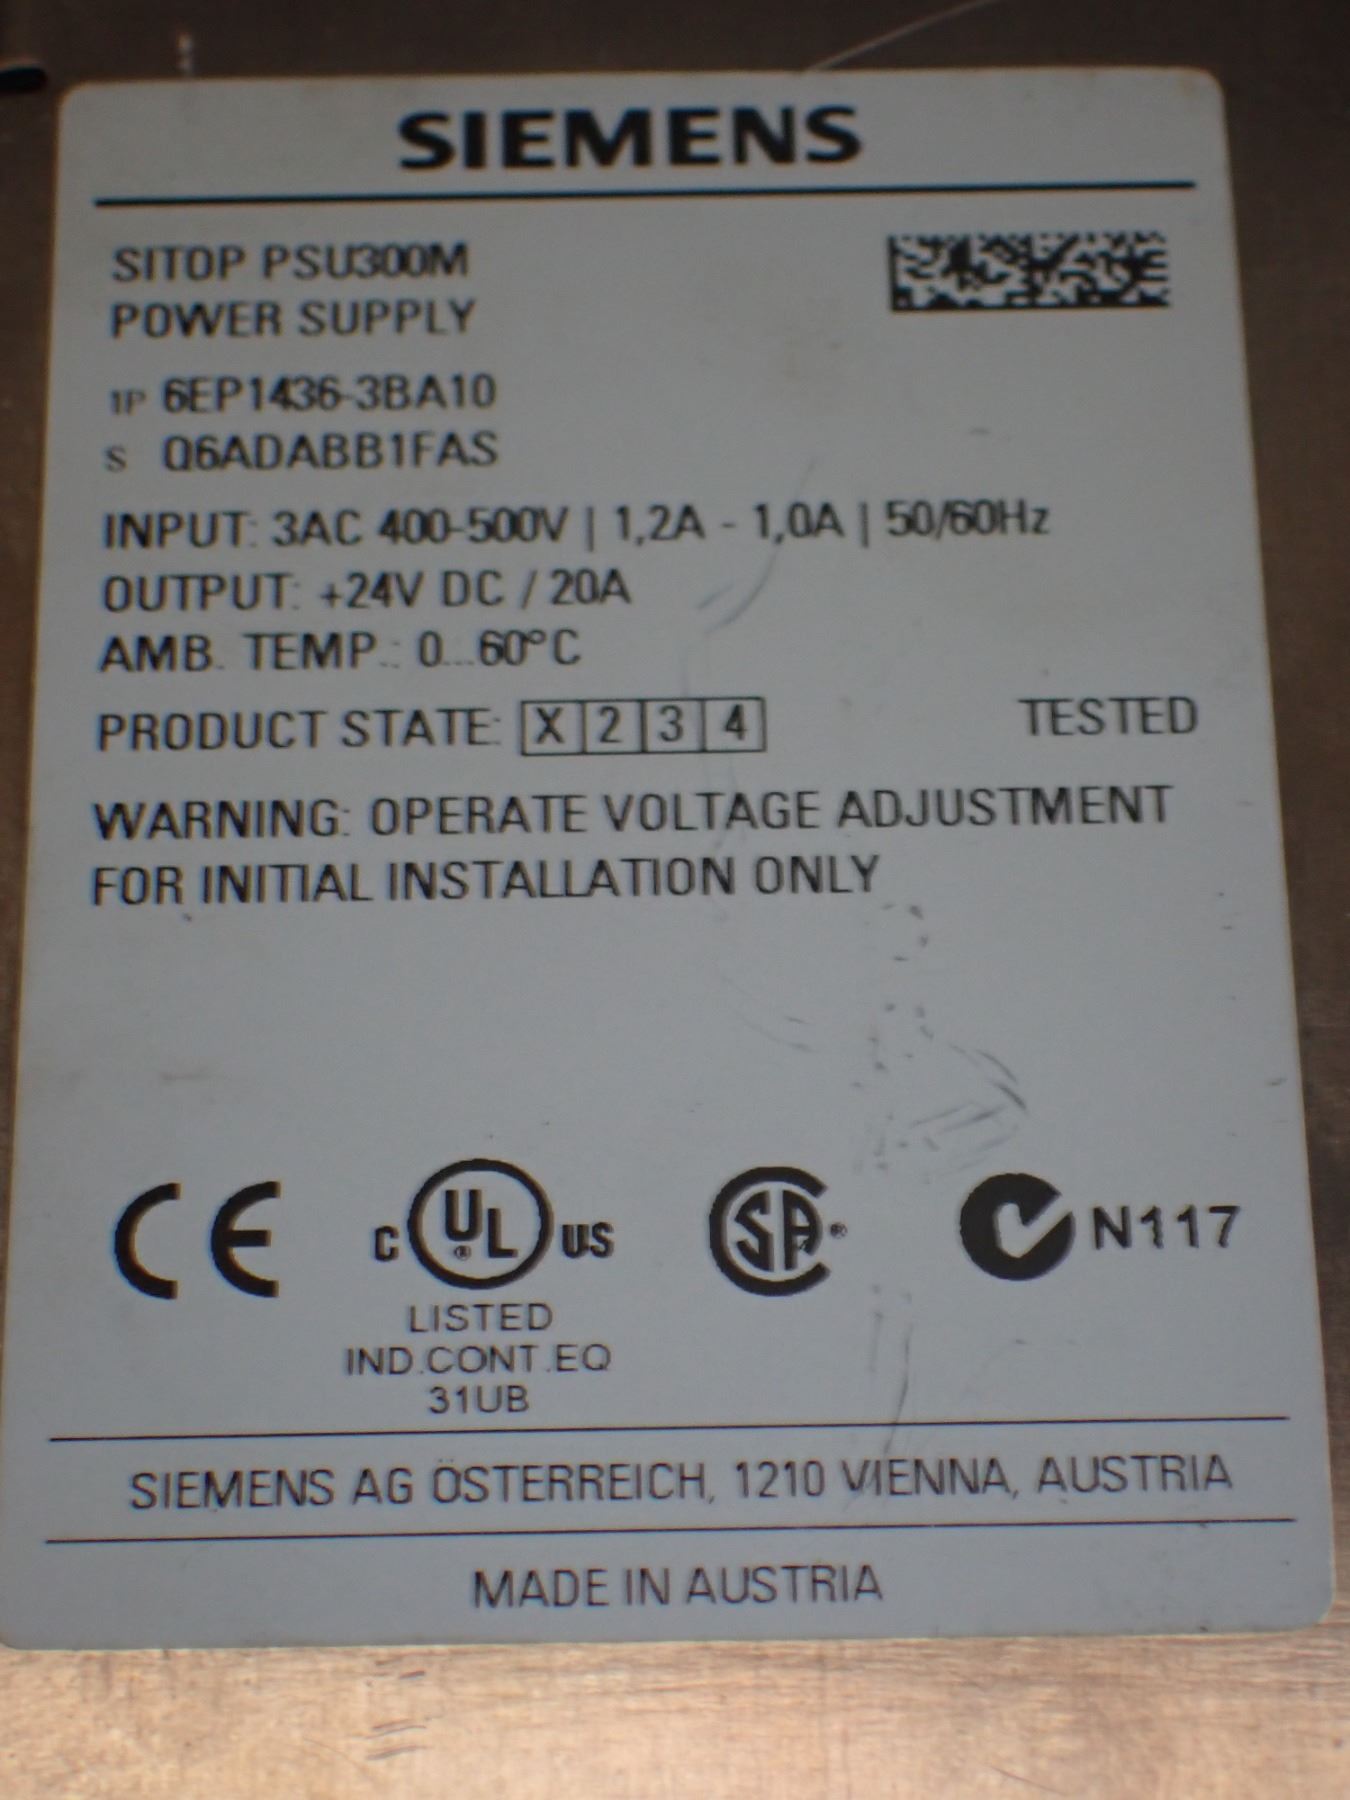 SIEMENS
SITOP PSU300M
POWER SUPPLY
1P 6EP1436-3BA10
S Q6ADABB1FAS
INPUT: 3AC 400-500V | 1,2A - 1,0A | 50/60Hz
OUTPUT: +24V DC / 20A
AMB. TEMP.: 0...60°C
PRODUCT STATE: X 2 3 4 TESTED
WARNING: OPERATE VOLTAGE ADJUSTMENT
FOR INITIAL INSTALLATION ONLY
CE C UL ® US SA ® N117
LISTED
IND.CONT.EQ
31UB
SIEMENS AG ÖSTERREICH, 1210 VIENNA, AUSTRIA
MADE IN AUSTRIA